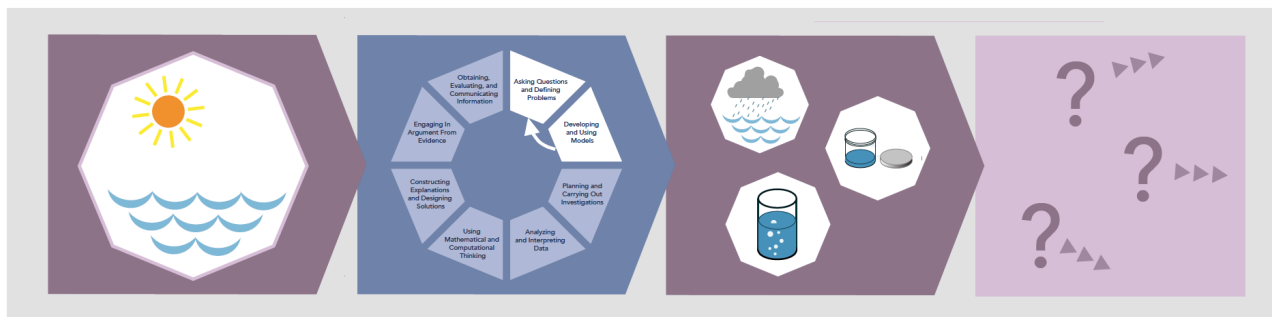 Asking Questions
and Defining
Problems
Developing
and Using
Models
Planning and
Carrying Out
Investigations
Analyzing
and Interpreting
Data
Using
Mathematical and
Computational
Thinking
Constructing
Explanations
and Designing
Solutions
Engaging In
Argument From
Evidence
Obtaining,
Evaluating, and
Communicating
Information
?
?
?